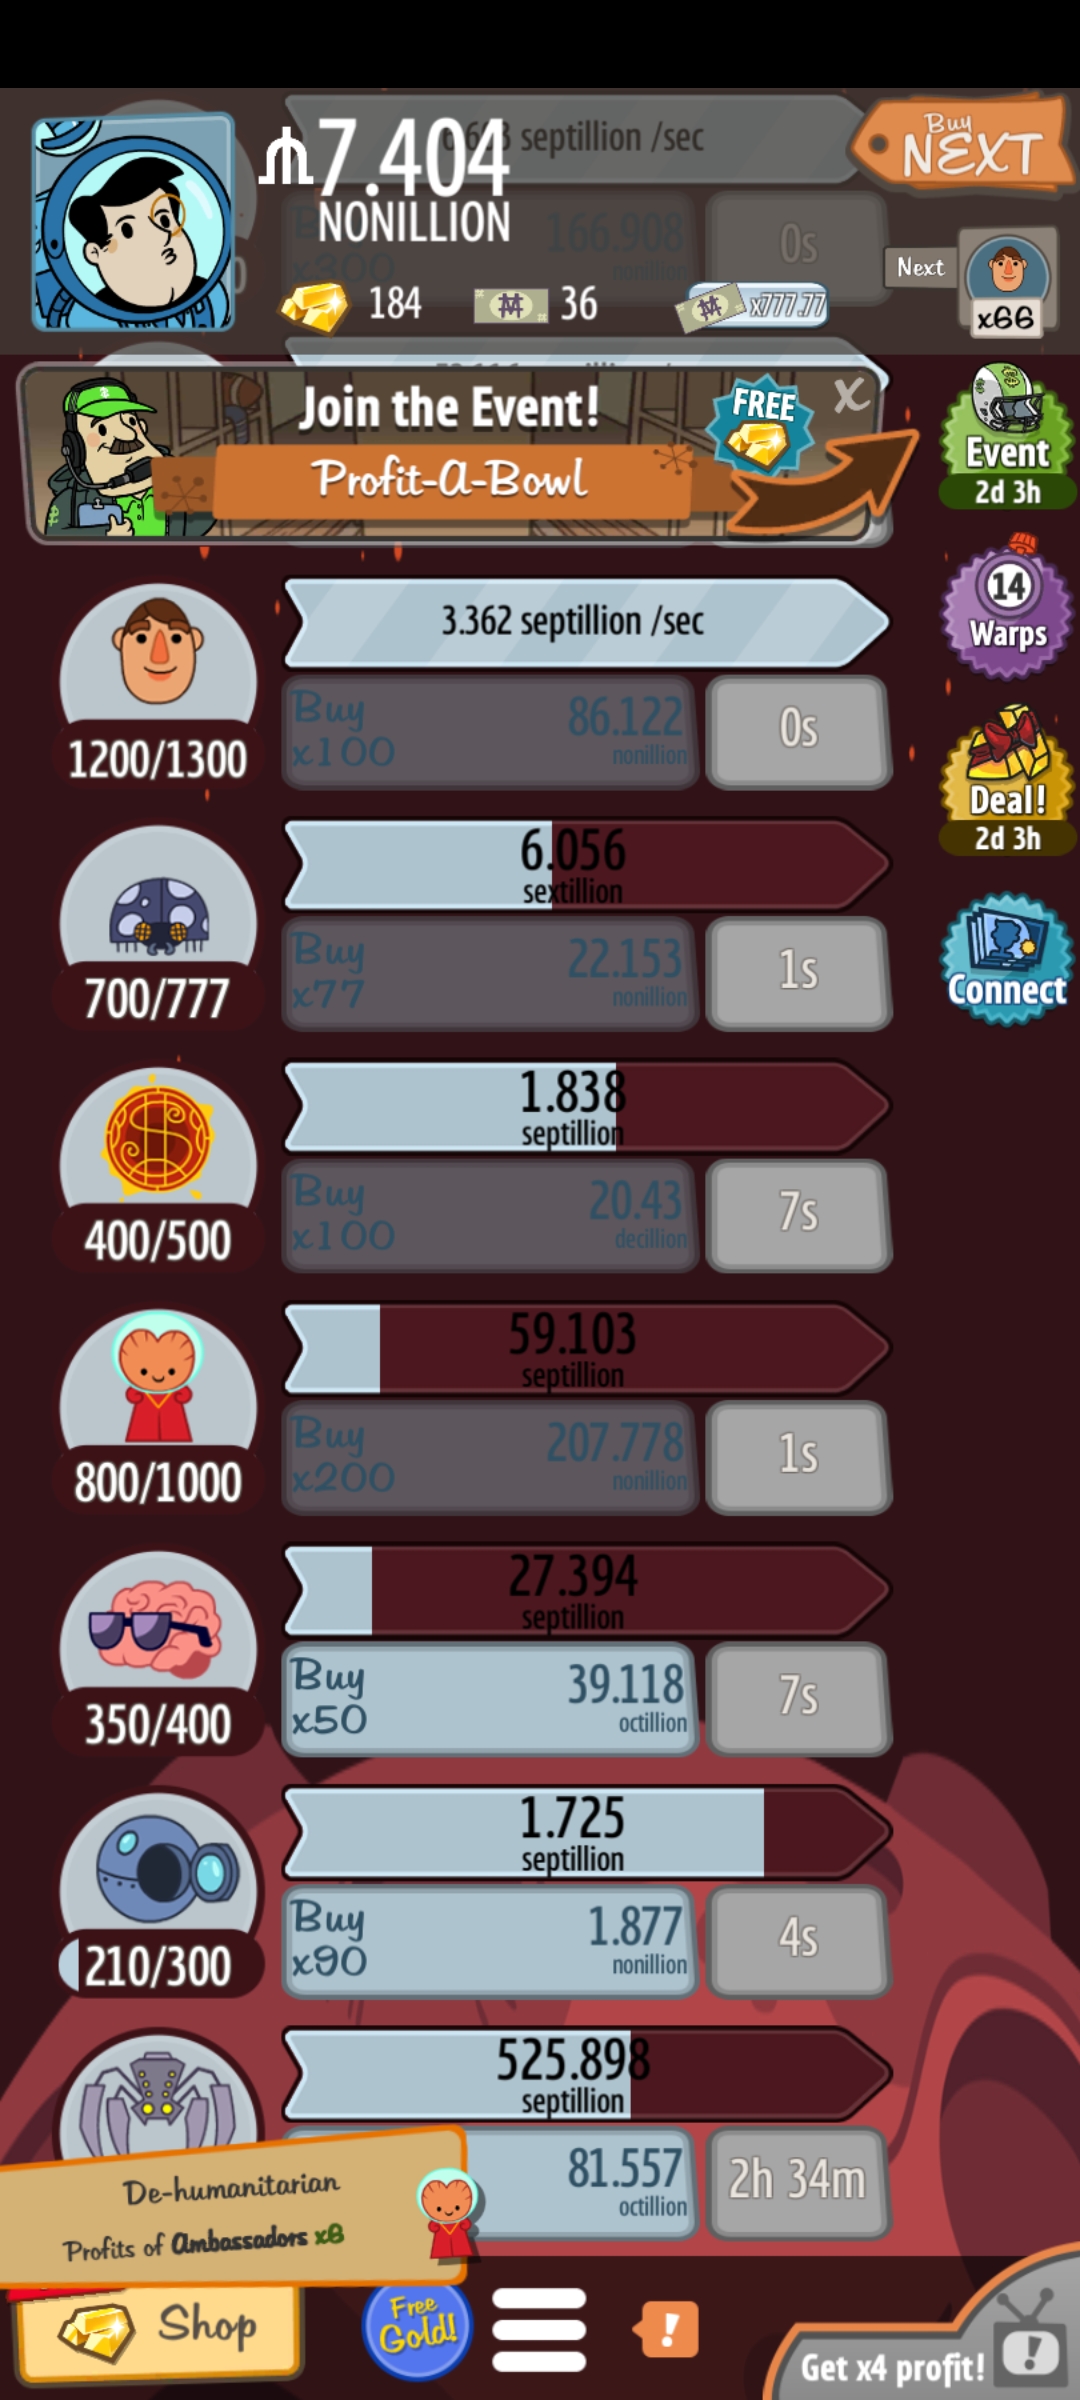 septillion /sec
₼7.404
NONILLION
Buy
NEXT
x300
166.908
nonillion
0s
184
36
x777.77
Next
x66
Join the Event!
Profit-A-Bowl
FREE
X
Event
2d 3h
3.362 septillion /sec
Buy
x100
86.122
nonillion
0s
1200/1300
14
Warps
Deal!
2d 3h
6.056
sextillion
Buy
x77
22.153
nonillion
1s
700/777
Connect
1.838
septillion
Buy
x100
20.43
decillion
7s
400/500
59.103
septillion
Buy
x200
207.778
nonillion
1s
800/1000
27.394
septillion
Buy
x50
39.118
octillion
7s
350/400
1.725
septillion
Buy
x90
1.877
nonillion
4s
210/300
525.898
septillion
81.557
octillion
2h 34m
De-humanitarian
Profits of Ambassadors x8
Shop
Free
Gold!
!
Get x4 profit!
!